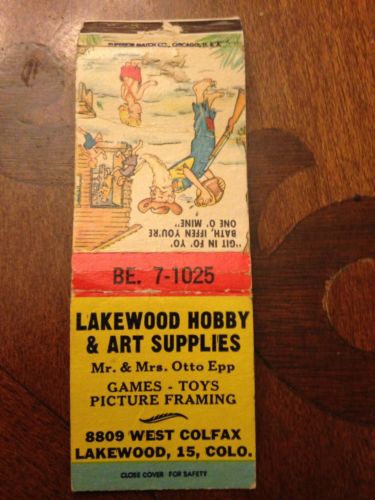 SUPERIOR MATCH CO., CHICAGO, U. S. A.
"GIT IN FO' YO'
BATH, IFFEN YOU'RE
ONE O' MINE"
BE. 7-1025
LAKEWOOD HOBBY
& ART SUPPLIES
Mr. & Mrs. Otto Epp
GAMES - TOYS
PICTURE FRAMING
8809 WEST COLFAX
LAKEWOOD, 15, COLO.
CLOSE COVER FOR SAFETY